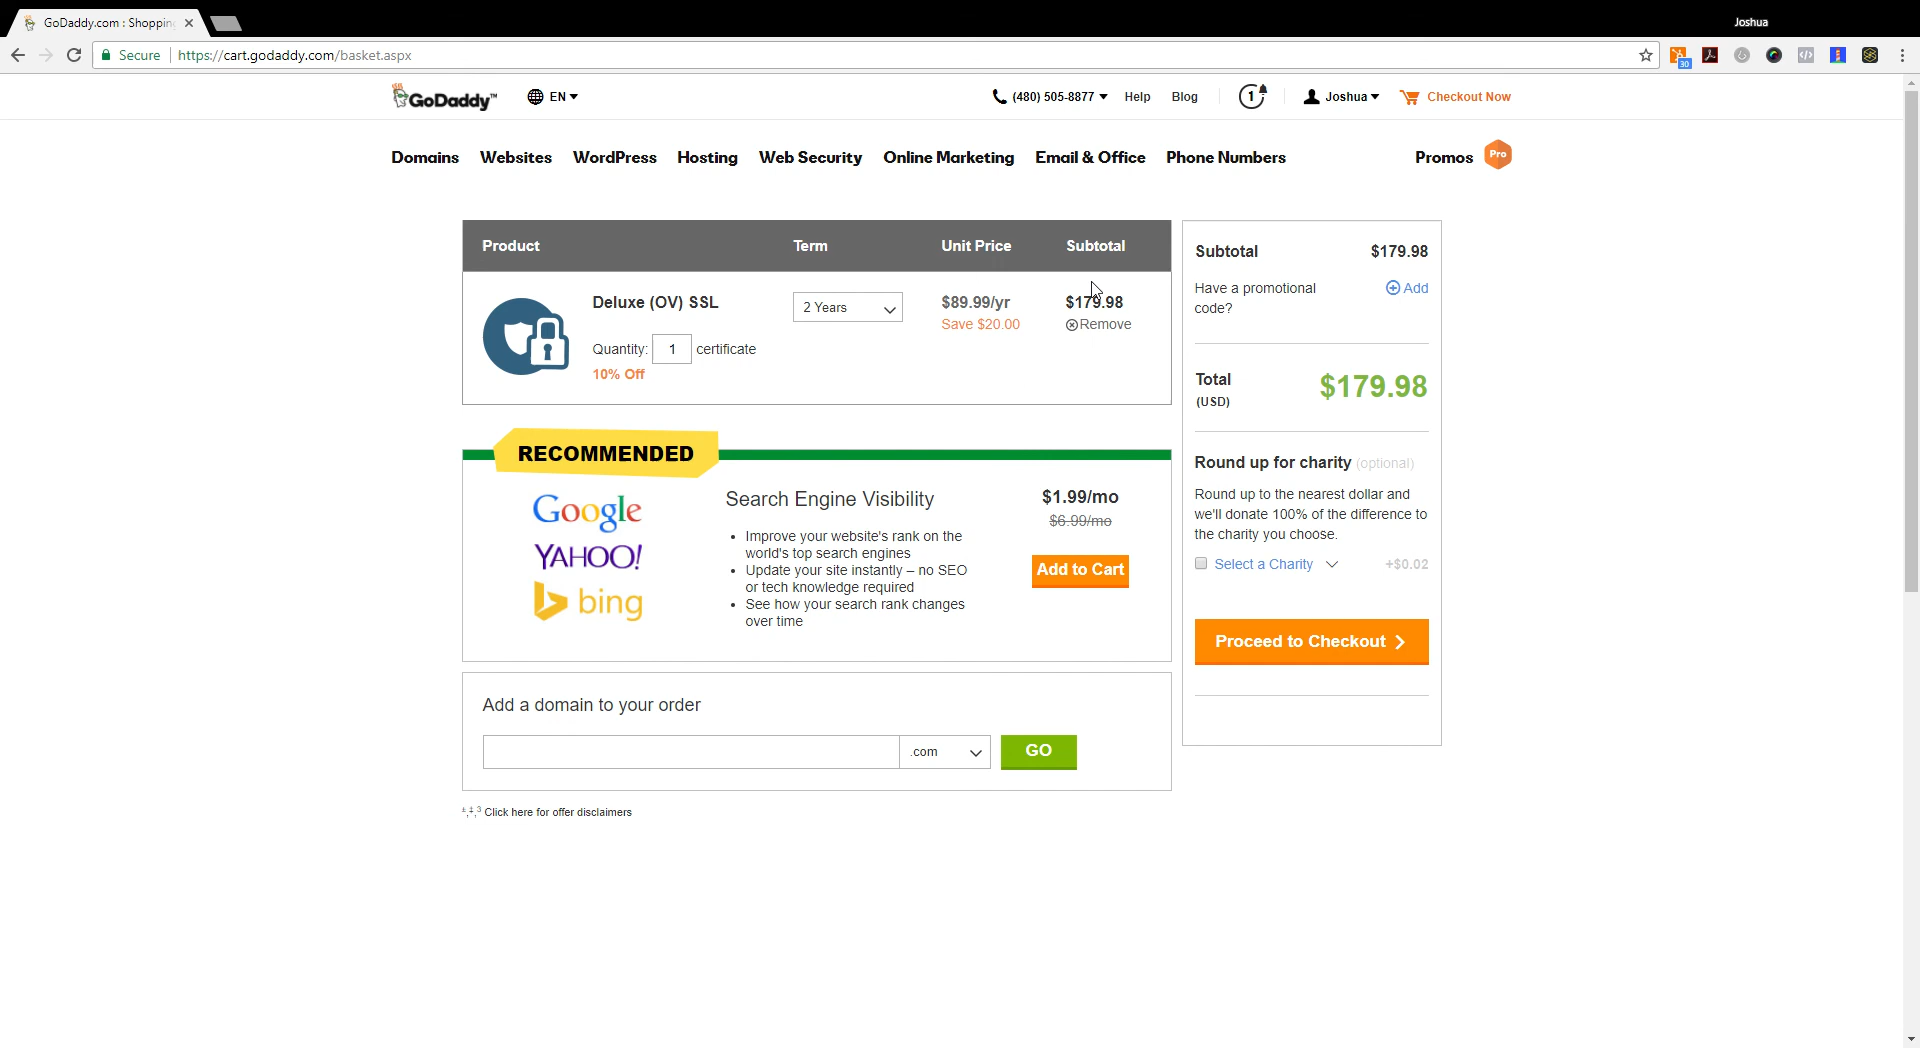 GoDaddy.com : Shopping
Joshua
Secure
https://cart.godaddy.com/basket.aspx
30
GoDaddy™
EN
(480) 505-8877
Help
Blog
1
Joshua
Checkout Now
Domains
Websites
WordPress
Hosting
Web Security
Online Marketing
Email & Office
Phone Numbers
Promos
Pro
Product
Term
Unit Price
Subtotal
Deluxe (OV) SSL
2 Years
$89.99/yr
$179.98
Save $20.00
Remove
Quantity:
1
certificate
10% Off
Subtotal
$179.98
Have a promotional
code?
Add
Total
$179.98
(USD)
Round up for charity (optional)
Round up to the nearest dollar and
we'll donate 100% of the difference to
the charity you choose.
Select a Charity
+$0.02
Proceed to Checkout
RECOMMENDED
Google
YAHOO!
bing
Search Engine Visibility
• Improve your website's rank on the
world's top search engines
• Update your site instantly – no SEO
or tech knowledge required
• See how your search rank changes
over time
$1.99/mo
$6.99/mo
Add to Cart
Add a domain to your order
.com
GO
±,‡,3 Click here for offer disclaimers